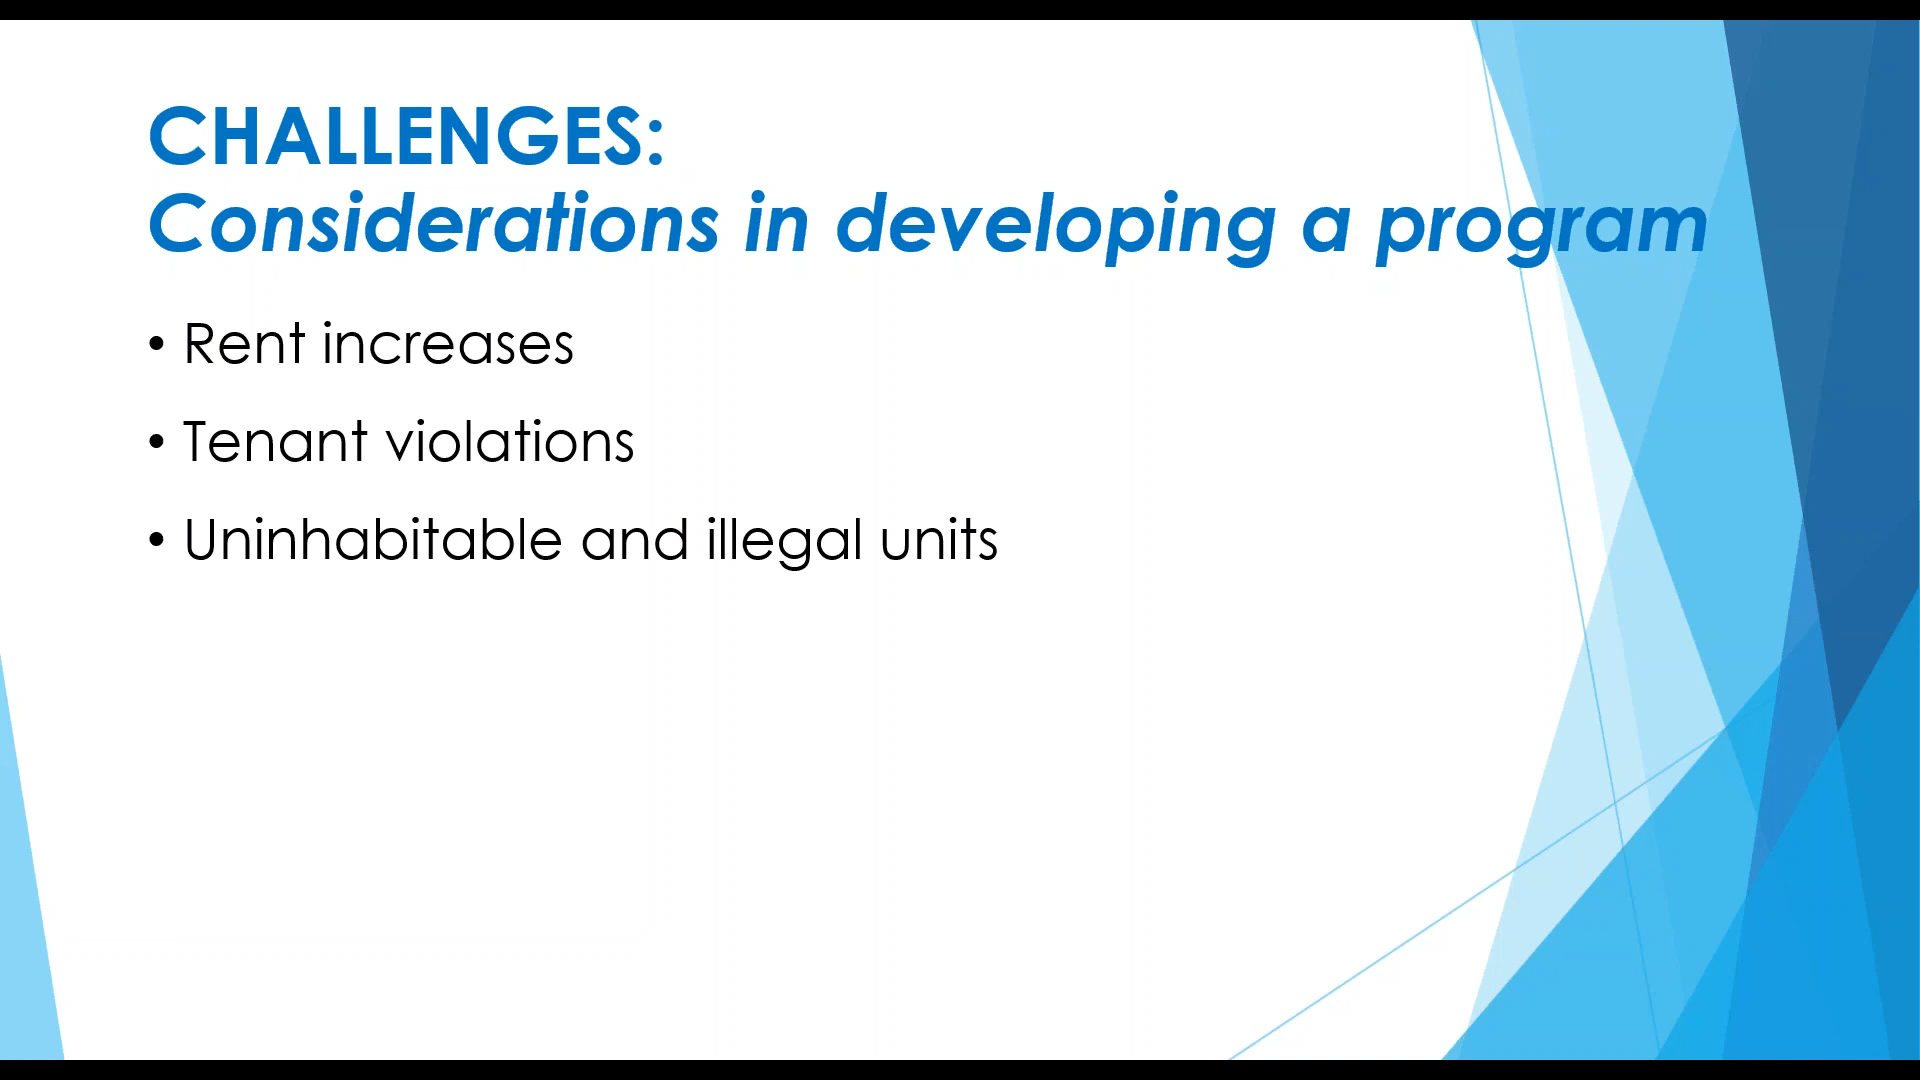 CHALLENGES:
Considerations in developing a program
• Rent increases
• Tenant violations
• Uninhabitable and illegal units